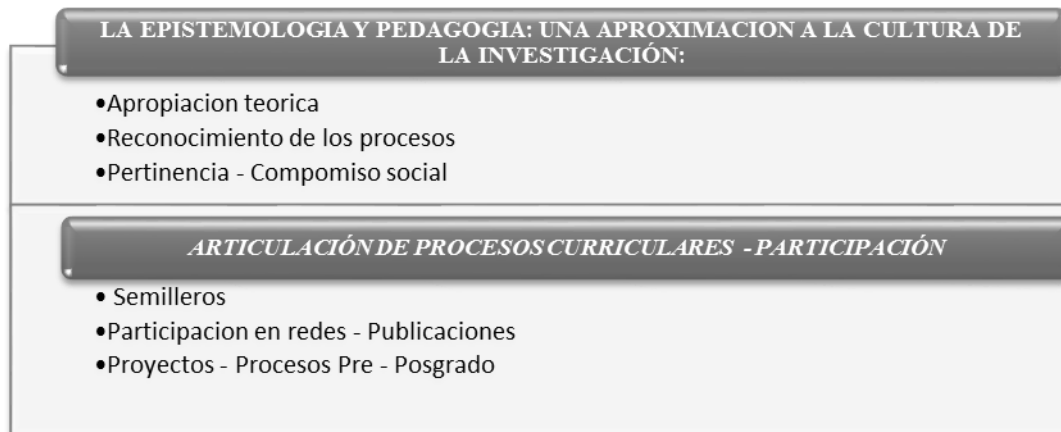 LA EPISTEMOLOGIA Y PEDAGOGIA: UNA APROXIMACION A LA CULTURA DE
LA INVESTIGACIÓN:
•Apropiacion teorica
•Reconocimiento de los procesos
•Pertinencia - Compomiso social
ARTICULACIÓN DE PROCESOS CURRICULARES - PARTICIPACIÓN
• Semilleros
•Participacion en redes - Publicaciones
•Proyectos - Procesos Pre - Posgrado